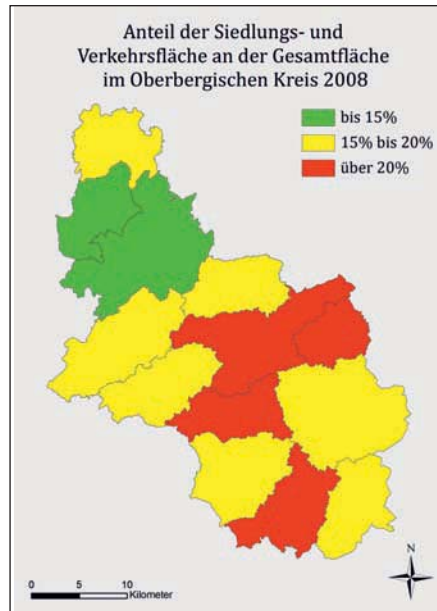 Anteil der Siedlungs- und
Verkehrsfläche an der Gesamtfläche
im Oberbergischen Kreis 2008
bis 15%
15% bis 20%
über 20%
N
0 5 10
Kilometer